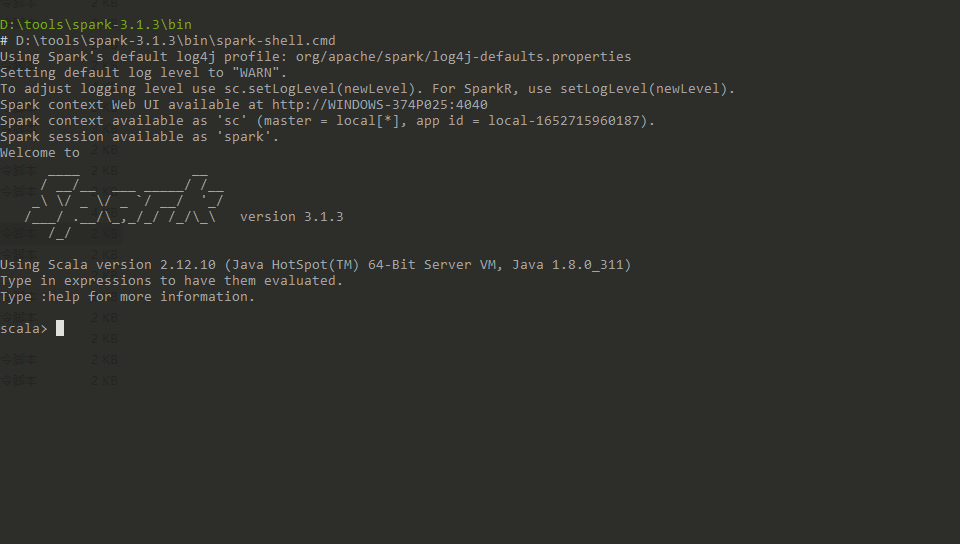 D:\tools\spark-3.1.3\bin
# D:\tools\spark-3.1.3\bin\spark-shell.cmd
Using Spark's default log4j profile: org/apache/spark/log4j-defaults.properties
Setting default log level to "WARN".
To adjust logging level use sc.setLogLevel(newLevel). For SparkR, use setLogLevel(newLevel).
Spark context Web UI available at http://WINDOWS-374P025:4040
Spark context available as 'sc' (master = local[*], app id = local-1652715960187).
Spark session available as 'spark'.
Welcome to
      ____              __
     / __/__  ___ _____/ /__
    _\ \/ _ \/ _ `/ __/  '_/
   /___/ .__/\_,_/_/ /_/\_\   version 3.1.3
      /_/
Using Scala version 2.12.10 (Java HotSpot(TM) 64-Bit Server VM, Java 1.8.0_311)
Type in expressions to have them evaluated.
Type :help for more information.
scala>